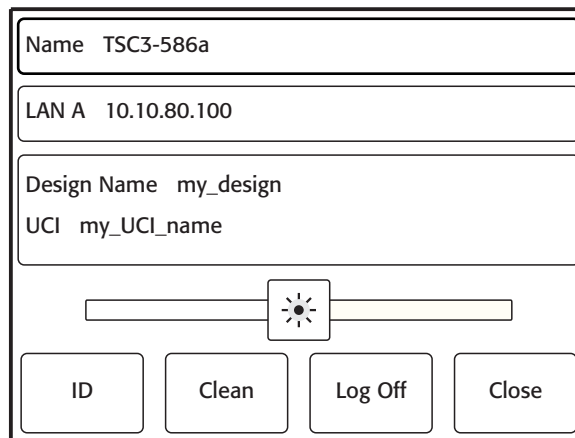 Name TSC3-586a
LAN A 10.10.80.100
Design Name my_design
UCI my_UCI_name
ID Clean Log Off Close